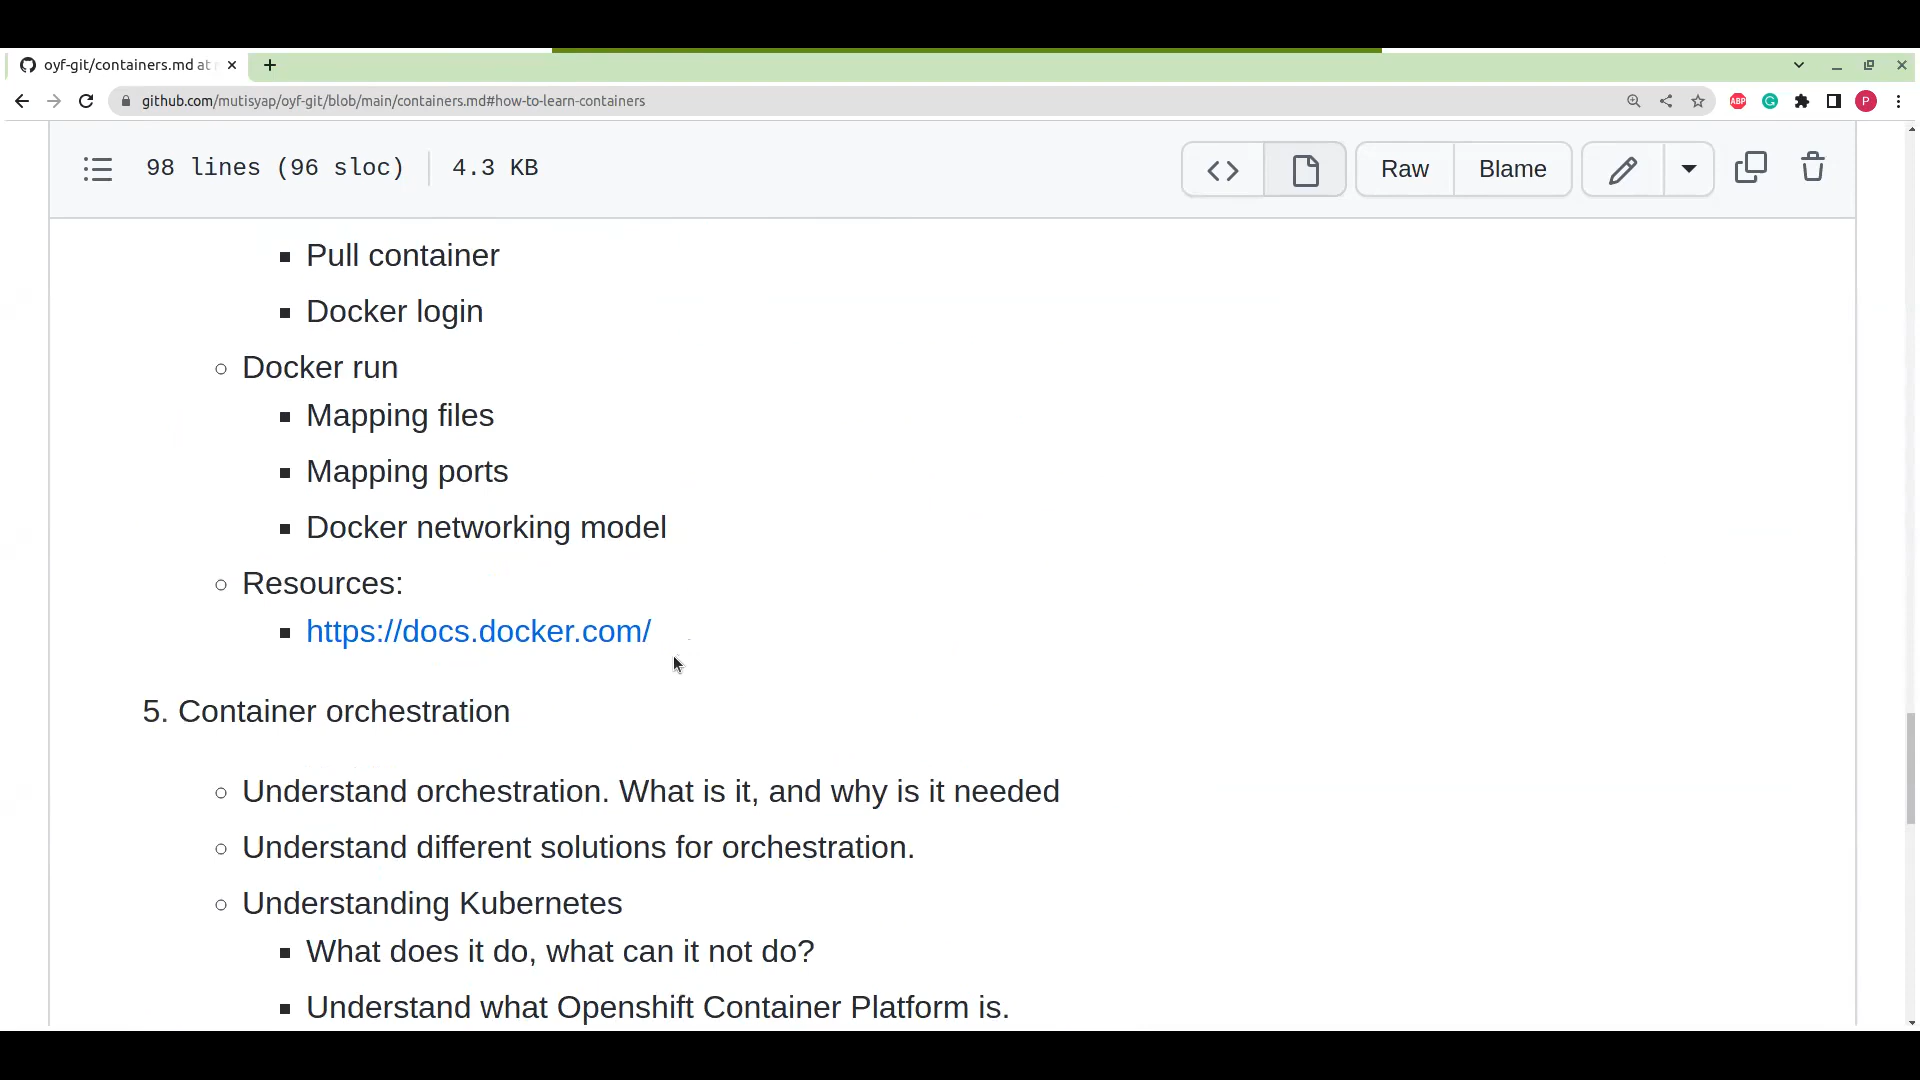 oyf-git/containers.md at
github.com/mutisyap/oyf-git/blob/main/containers.md#how-to-learn-containers
ABP
P
98 lines (96 sloc)
4.3 KB
Raw
Blame
Pull container
Docker login
Docker run
Mapping files
Mapping ports
Docker networking model
Resources:
https://docs.docker.com/
5. Container orchestration
Understand orchestration. What is it, and why is it needed
Understand different solutions for orchestration.
Understanding Kubernetes
What does it do, what can it not do?
Understand what Openshift Container Platform is.